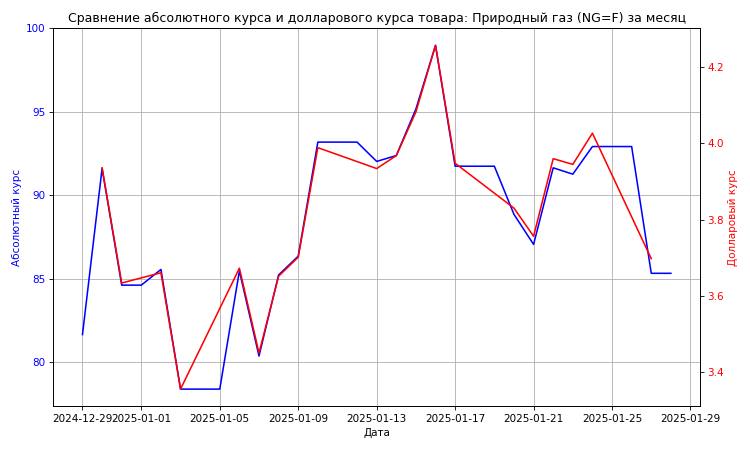 Сравнение абсолютного курса и долларового курса товара: Природный газ (NG=F) за месяц
100
95
90
85
80
Абсолютный курс
4.2
4.0
3.8
3.6
3.4
Долларовый курс
2024-12-29 2025-01-01 2025-01-05 2025-01-09 2025-01-13 2025-01-17 2025-01-21 2025-01-25 2025-01-29
Дата